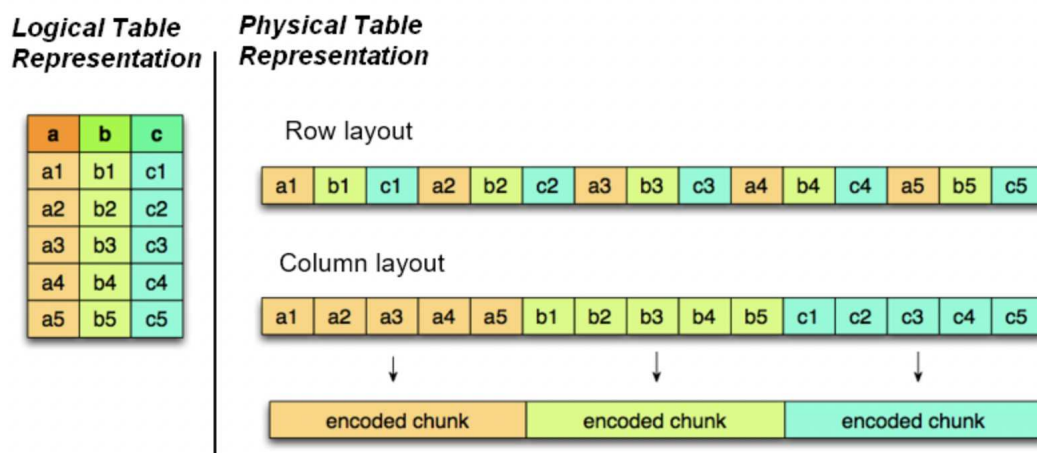 Logical Table
Representation
Physical Table
Representation
a b c
a1 b1 c1
a2 b2 c2
a3 b3 c3
a4 b4 c4
a5 b5 c5
Row layout
a1 b1 c1 a2 b2 c2 a3 b3 c3 a4 b4 c4 a5 b5 c5
Column layout
a1 a2 a3 a4 a5 b1 b2 b3 b4 b5 c1 c2 c3 c4 c5
encoded chunk encoded chunk encoded chunk